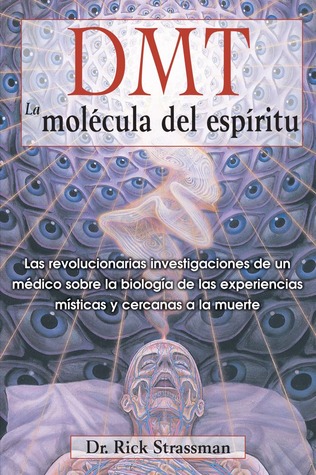 DMT
La molécula del espíritu
Las revolucionarias investigaciones de un
médico sobre la biología de las experiencias
místicas y cercanas a la muerte
Dr. Rick Strassman